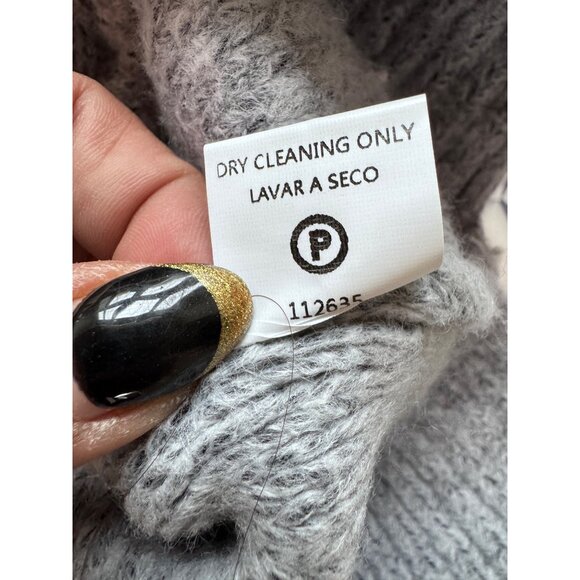 DRY CLEANING ONLY
LAVAR A SECO
P
112635